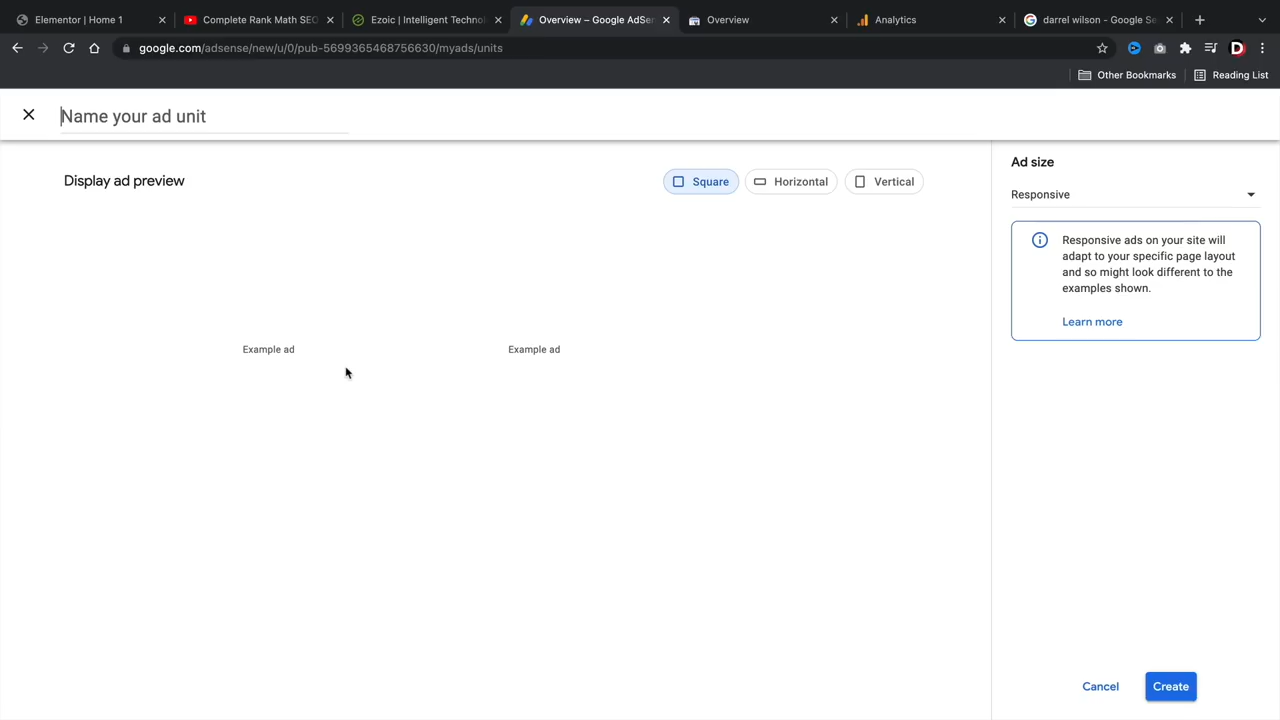 Elementor | Home 1
Complete Rank Math SEO
Ezoic | Intelligent Technol
Overview – Google AdSen
Overview
Analytics
darrel wilson - Google Se
google.com/adsense/new/u/0/pub-5699365468756630/myads/units
D
Other Bookmarks
Reading List
Name your ad unit
Display ad preview
Square
Horizontal
Vertical
Ad size
Responsive
Responsive ads on your site will
adapt to your specific page layout
and so might look different to the
examples shown.
Learn more
Example ad
Example ad
Cancel
Create